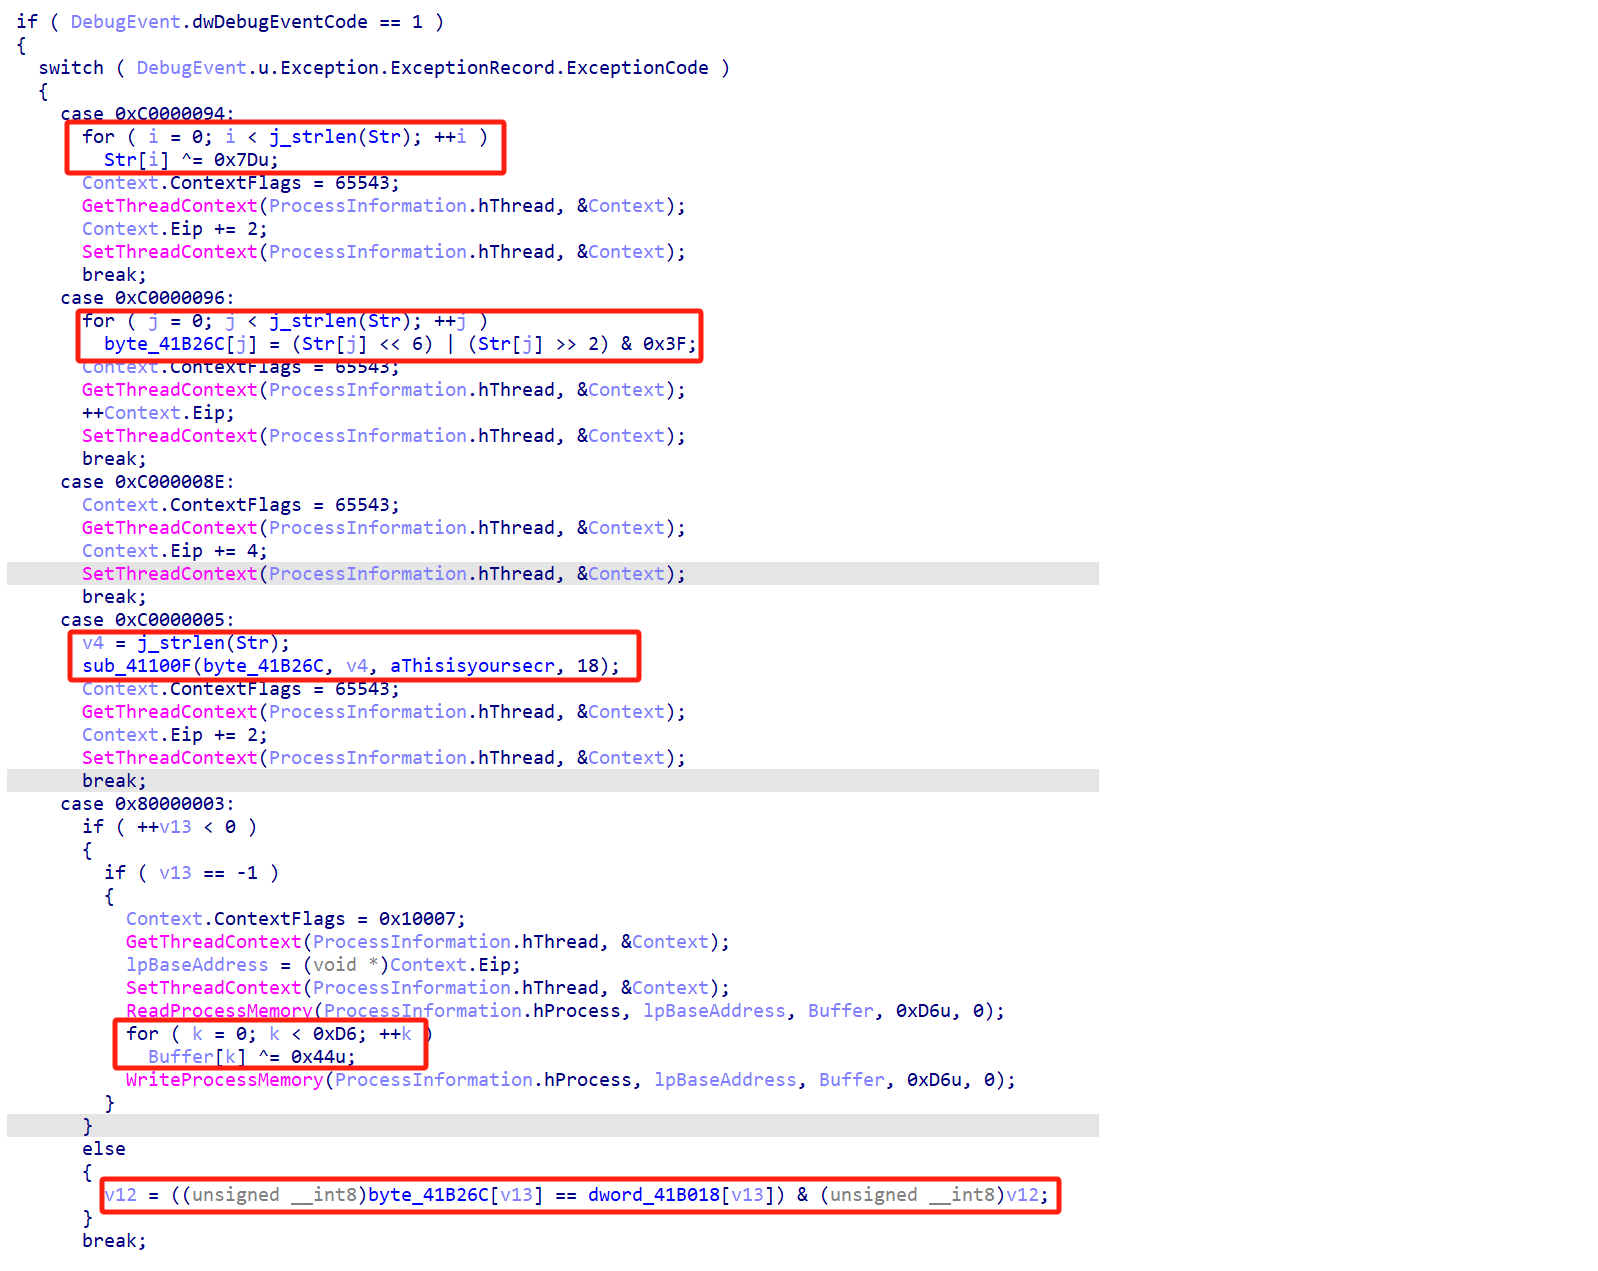 if ( DebugEvent.dwDebugEventCode == 1 )
{
switch ( DebugEvent.u.Exception.ExceptionRecord.ExceptionCode )
{
case 0xC0000094:
for ( i = 0; i < j_strlen(Str); ++i )
Str[i] ^= 0x7Du;
Context.ContextFlags = 65543;
GetThreadContext(ProcessInformation.hThread, &Context);
Context.Eip += 2;
SetThreadContext(ProcessInformation.hThread, &Context);
break;
case 0xC0000096:
for ( j = 0; j < j_strlen(Str); ++j )
byte_41B26C[j] = (Str[j] << 6) | (Str[j] >> 2) & 0x3F;
Context.ContextFlags = 65543;
GetThreadContext(ProcessInformation.hThread, &Context);
++Context.Eip;
SetThreadContext(ProcessInformation.hThread, &Context);
break;
case 0xC000008E:
Context.ContextFlags = 65543;
GetThreadContext(ProcessInformation.hThread, &Context);
Context.Eip += 4;
SetThreadContext(ProcessInformation.hThread, &Context);
break;
case 0xC0000005:
v4 = j_strlen(Str);
sub_41100F(byte_41B26C, v4, aThisisyoursecr, 18);
Context.ContextFlags = 65543;
GetThreadContext(ProcessInformation.hThread, &Context);
Context.Eip += 2;
SetThreadContext(ProcessInformation.hThread, &Context);
break;
case 0x80000003:
if ( ++v13 < 0 )
{
if ( v13 == -1 )
{
Context.ContextFlags = 0x10007;
GetThreadContext(ProcessInformation.hThread, &Context);
lpBaseAddress = (void *)Context.Eip;
SetThreadContext(ProcessInformation.hThread, &Context);
ReadProcessMemory(ProcessInformation.hProcess, lpBaseAddress, Buffer, 0xD6u, 0);
for ( k = 0; k < 0xD6; ++k )
Buffer[k] ^= 0x44u;
WriteProcessMemory(ProcessInformation.hProcess, lpBaseAddress, Buffer, 0xD6u, 0);
}
}
else
{
v12 = ((unsigned __int8)byte_41B26C[v13] == dword_41B018[v13]) & (unsigned __int8)v12;
}
break;